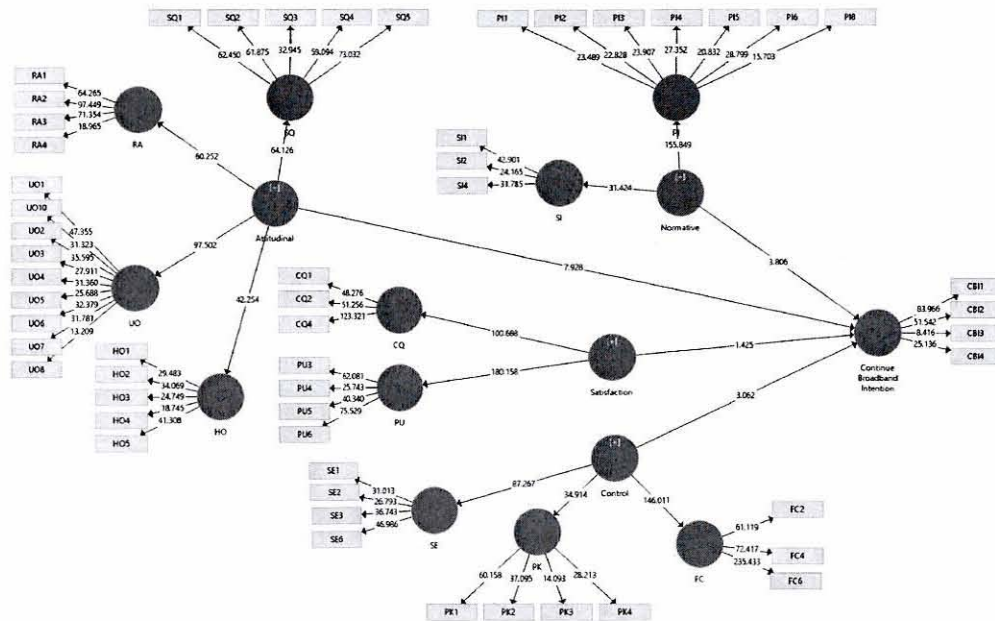 SQ1 SQ2 SQ3 SQ4 SQ5
62.450 61.875 32.945 59.094 73.032
SQ
PI1 PI2 PI3 PI4 PI5 PI6 PI8
23.489 22.828 23.907 27.352 20.832 28.799 15.703
PI
RA1
RA2
RA3
RA4
64.265
97.449
71.354
18.965
RA
60.252
64.126
[+]
Attitudinal
SI1
SI2
SI4
42.901
24.165
31.785
SI
31.424
155.849
[+]
Normative
UO1
UO10
UO2
UO3
UO4
UO5
UO6
UO7
UO8
47.355
31.323
35.595
27.911
31.360
25.688
32.379
31.781
13.209
UO
97.502
42.254
7.928
3.806
HO1
HO2
HO3
HO4
HO5
29.483
34.069
24.749
18.745
41.308
HO
CQ1
CQ2
CQ4
48.276
51.256
123.321
CQ
PU3
PU4
PU5
PU6
62.081
25.743
40.340
75.529
PU
100.688
180.158
[+]
Satisfaction
1.425
CBI1
CBI2
CBI3
CBI4
83.966
51.542
8.416
25.136
Continue
Broadband
Intention
3.062
[+]
Control
SE1
SE2
SE3
SE6
31.013
26.793
36.743
46.986
SE
87.267
34.914
146.011
PK
60.158 37.095 14.093 28.213
PK1 PK2 PK3 PK4
FC
61.119
72.417
235.433
FC2
FC4
FC6